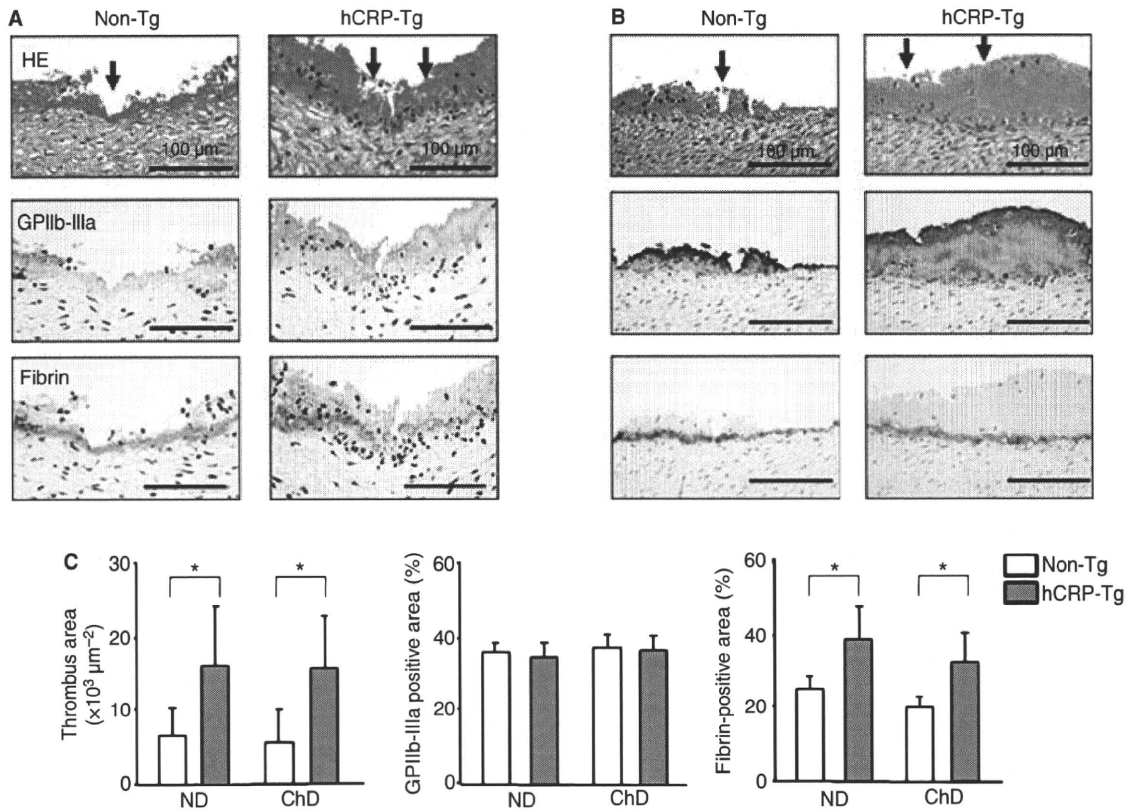 A
Non-Tg
hCRP-Tg
HE
100 µm
100 µm
GPIIb-IIIa
Fibrin
B
Non-Tg
hCRP-Tg
100 µm
100 µm
C
Thrombus area
(×10³ µm⁻²)
30
20
10
0
*
*
ND
ChD
GPIIb-IIIa positive area (%)
60
40
20
0
ND
ChD
Fibrin-positive area (%)
60
40
20
0
*
*
ND
ChD
Non-Tg
hCRP-Tg